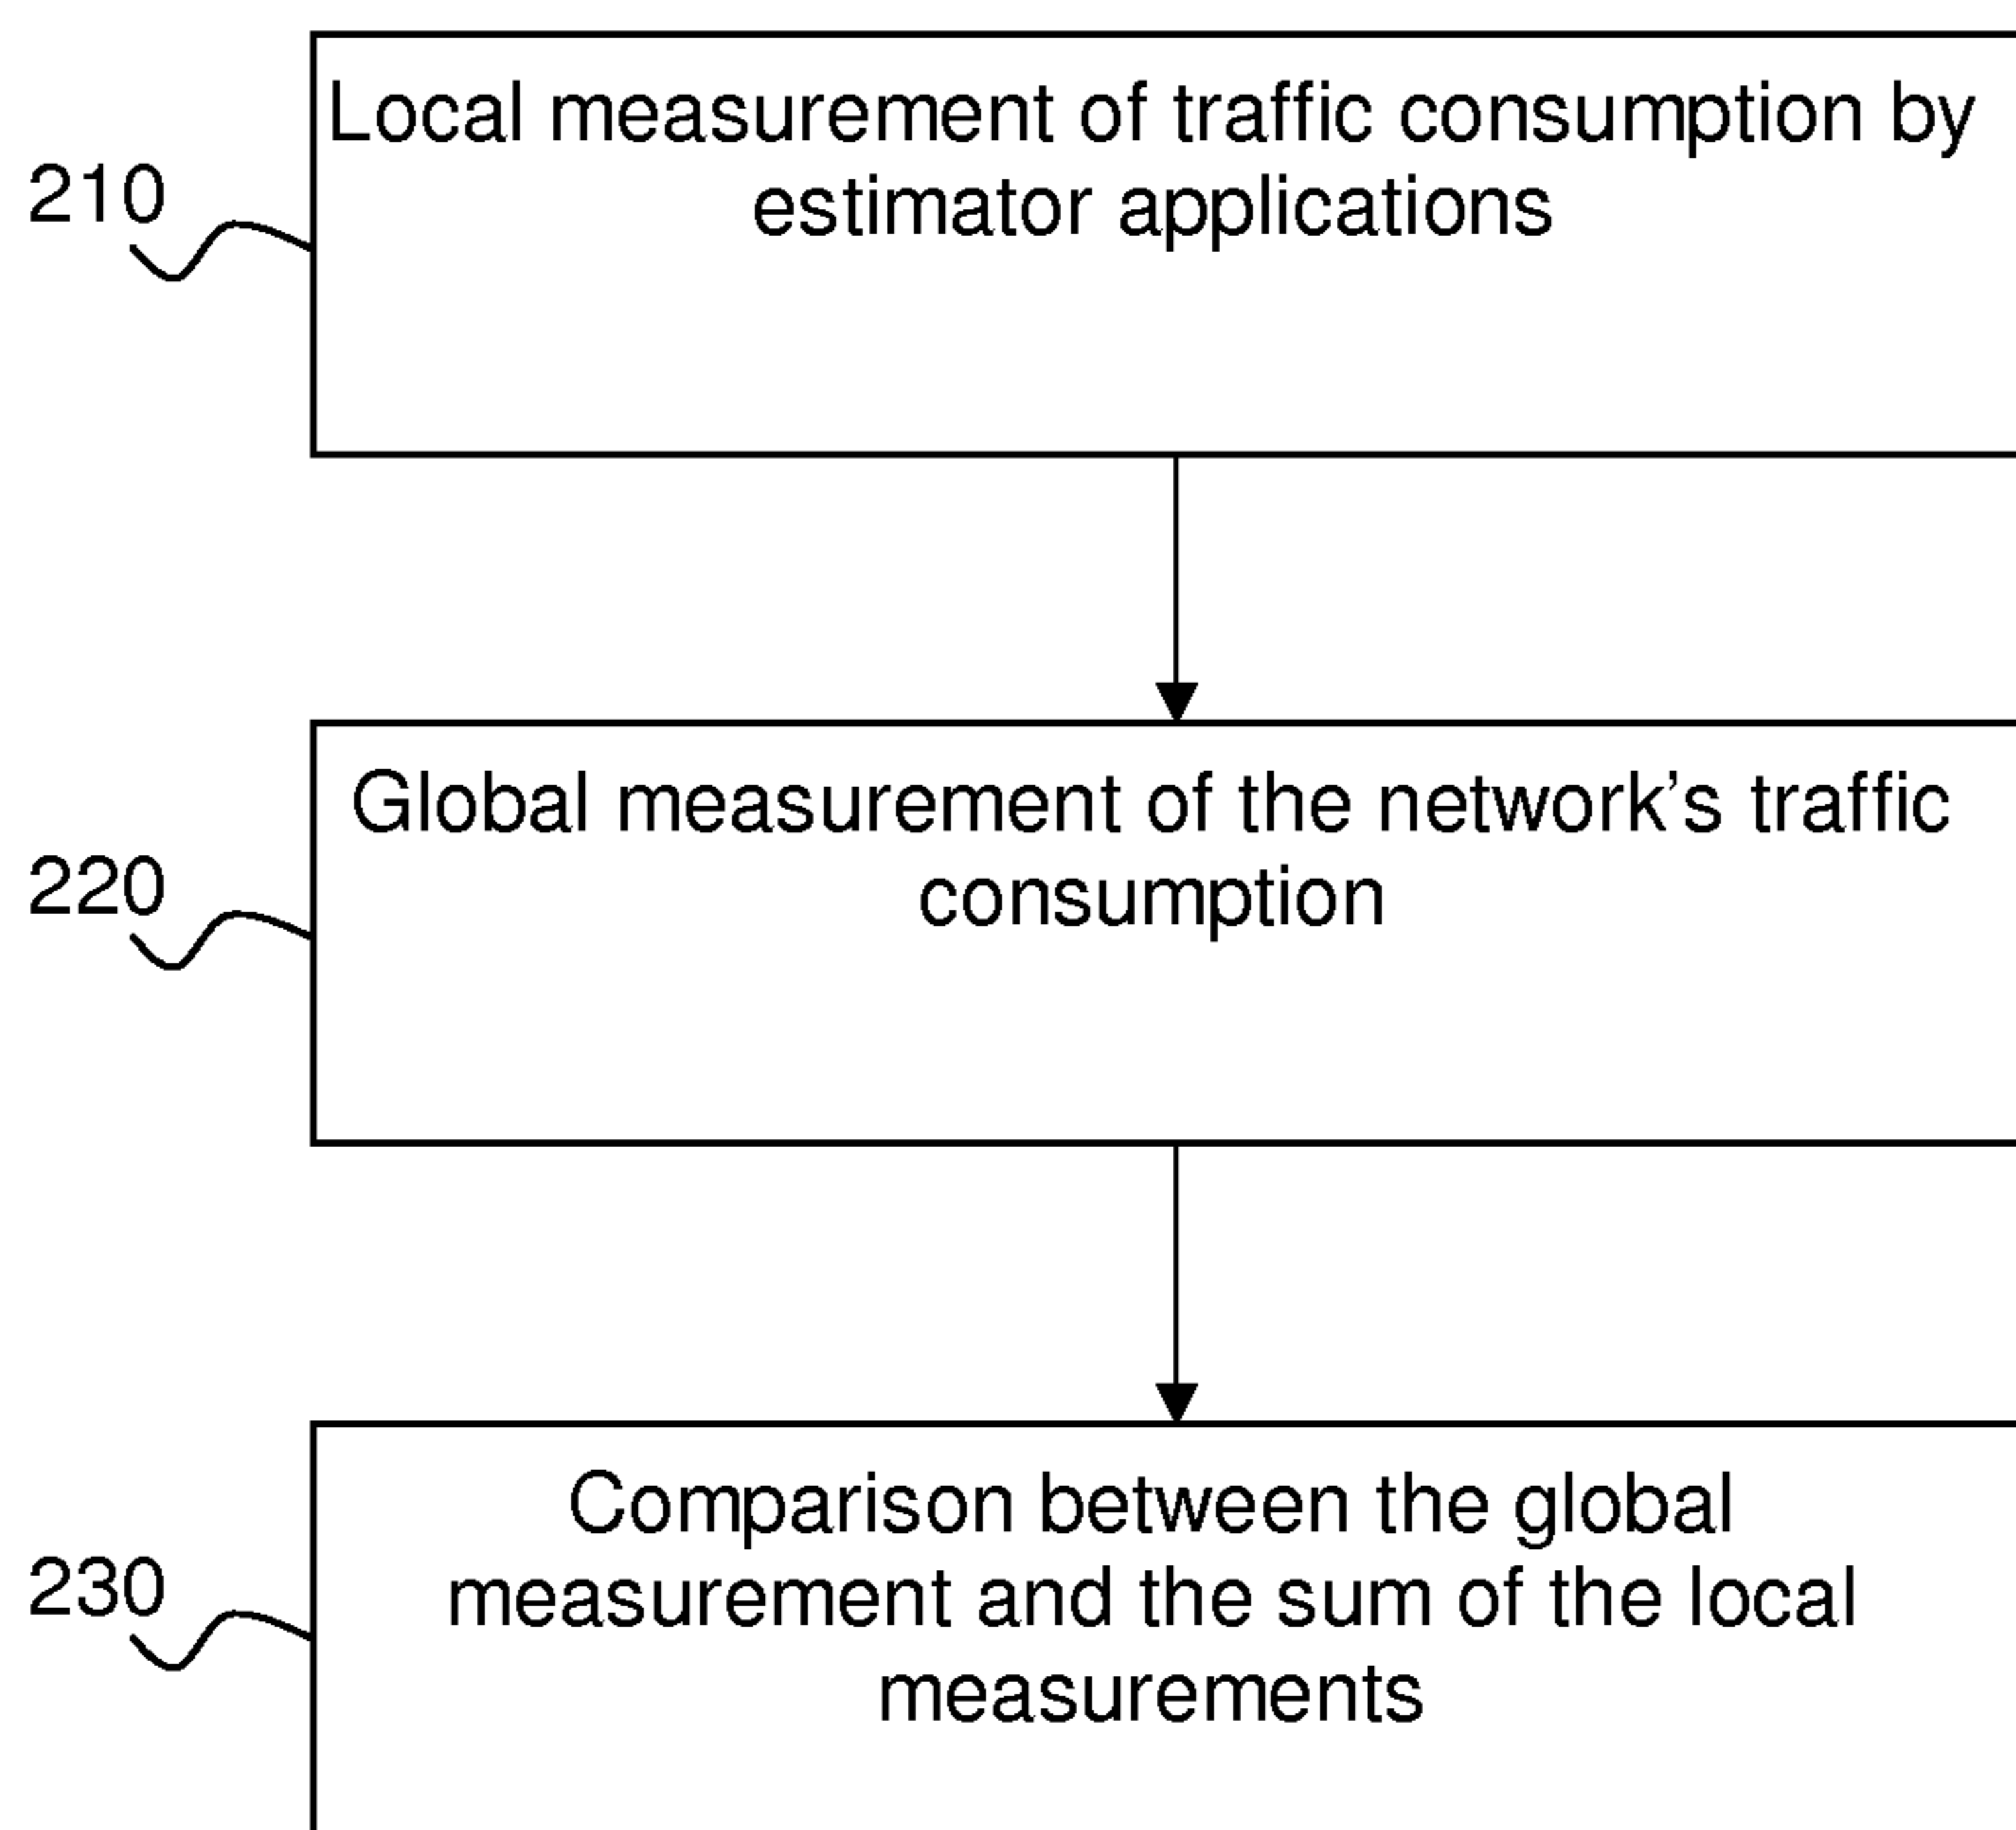 Local measurement of traffic consumption by
estimator applications
210
Global measurement of the network's traffic
consumption
220
Comparison between the global
measurement and the sum of the local
measurements
230